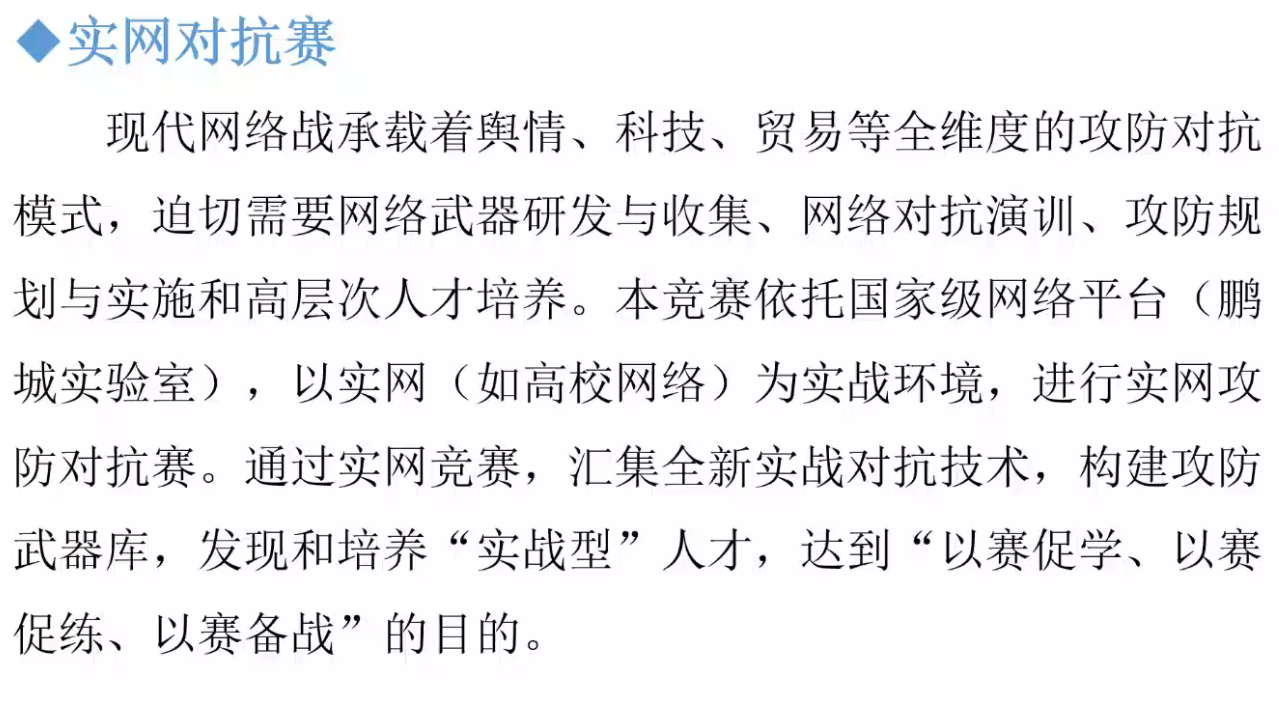 ◆实网对抗赛
现代网络战承载着舆情、科技、贸易等全维度的攻防对抗
模式，迫切需要网络武器研发与收集、网络对抗演训、攻防规
划与实施和高层次人才培养。本竞赛依托国家级网络平台（鹏
城实验室），以实网（如高校网络）为实战环境，进行实网攻
防对抗赛。通过实网竞赛，汇集全新实战对抗技术，构建攻防
武器库，发现和培养“实战型”人才，达到“以赛促学、以赛
促练、以赛备战”的目的。